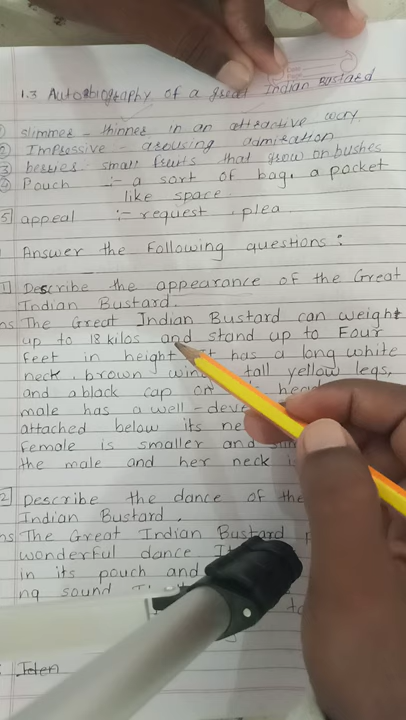 1.3 Autobiography of a great Indian Bustard
① slimmer - thinner in an attractive way
② Impressive - arousing admiration
③ berries - small fruits that grow on bushes
④ Pouch :- a sort of bag, a pocket
like space
5 appeal :- request, plea
Answer the Following questions:
1] Describe the appearance of the Great
Indian Bustard.
ns The Great Indian Bustard can weight
up to 18 kilos and stand up to Four
feet in height. It has a long white
neck, brown tall yellow legs,
and a black cap on
male has a well-
attached below its
Female is smaller and
the male and her neck
2] Describe the dance of the
Indian Bustard.
ns The Great Indian Bustard
wonderful dance. It
in its pouch and
ng sound